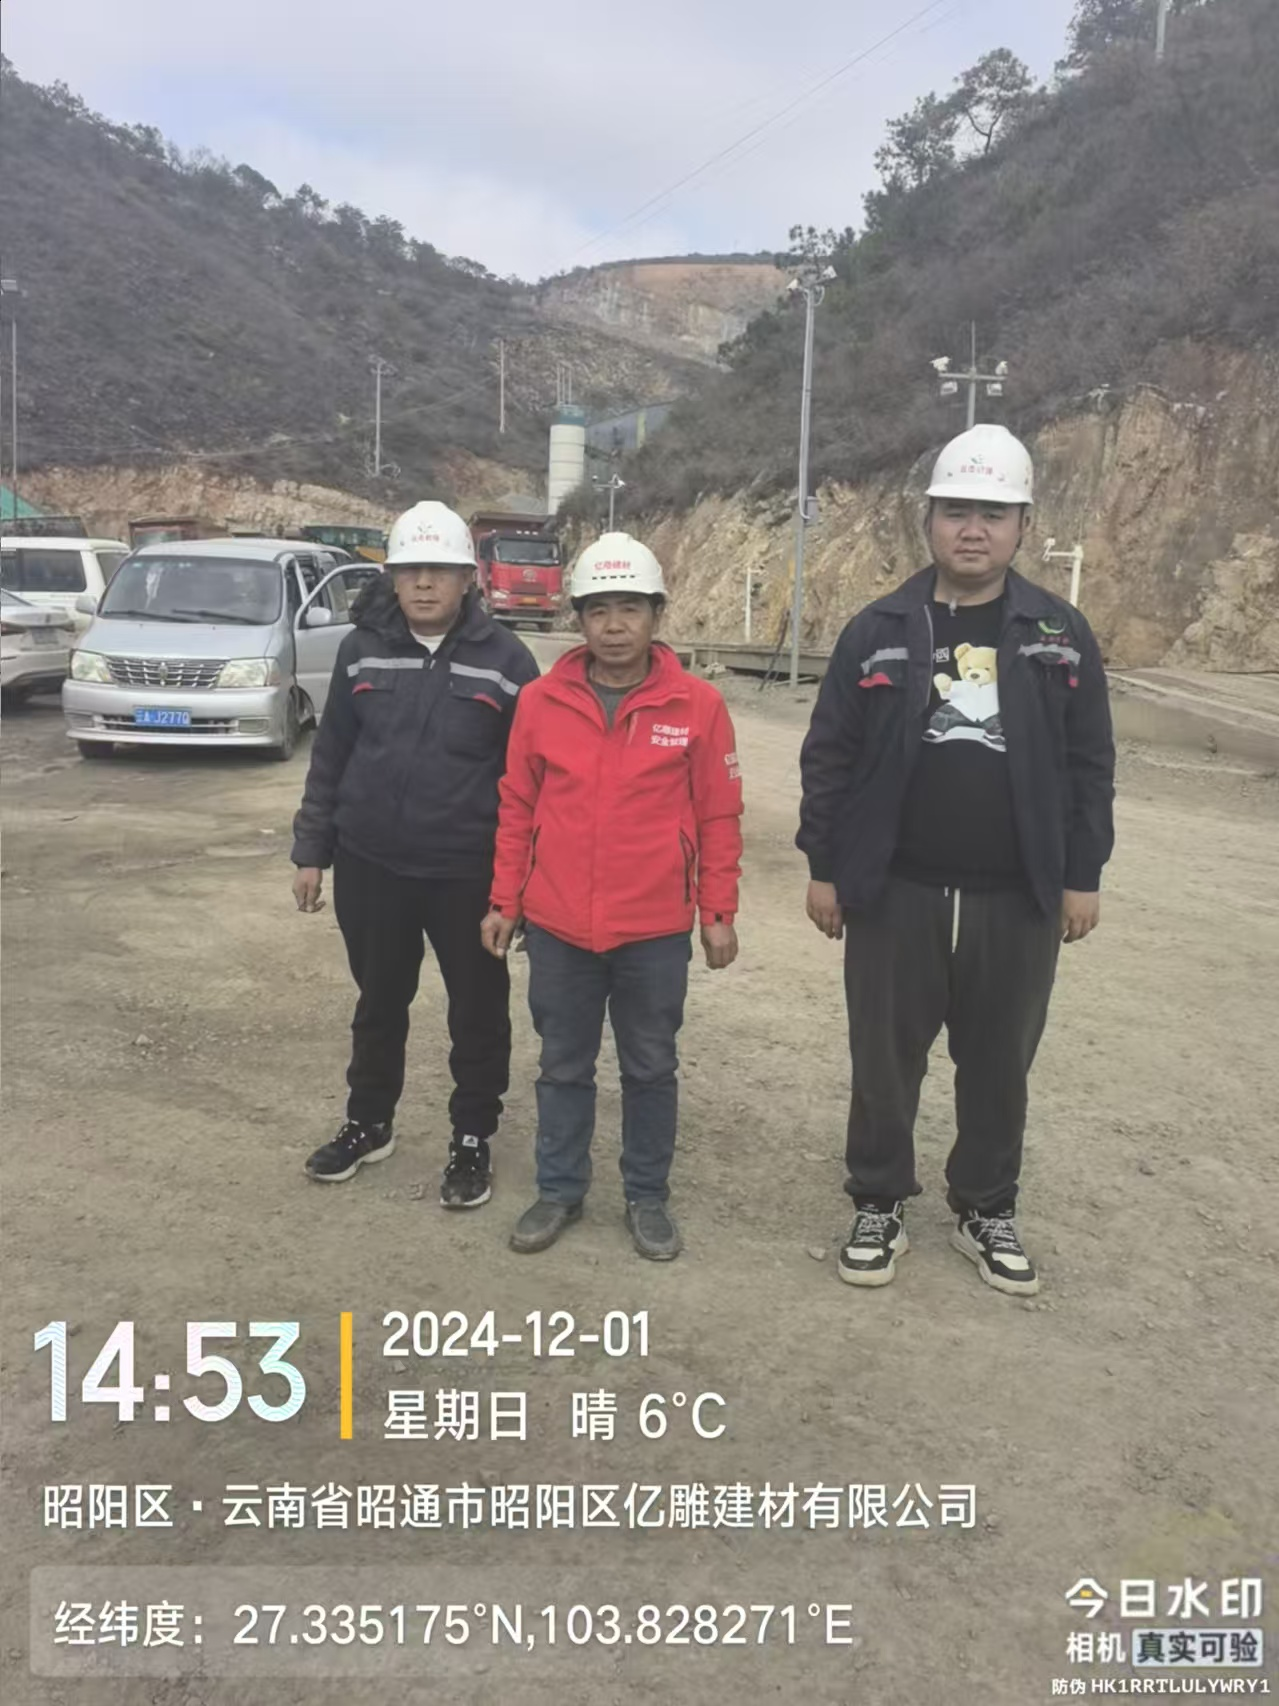 亿雕建材
亿雕建材
安全管理
14:53
2024-12-01
星期日 晴 6°C
昭阳区·云南省昭通市昭阳区亿雕建材有限公司
经纬度：27.335175°N,103.828271°E
今日水印
相机 真实可验
防伪 HK1RRTLULYWRY1